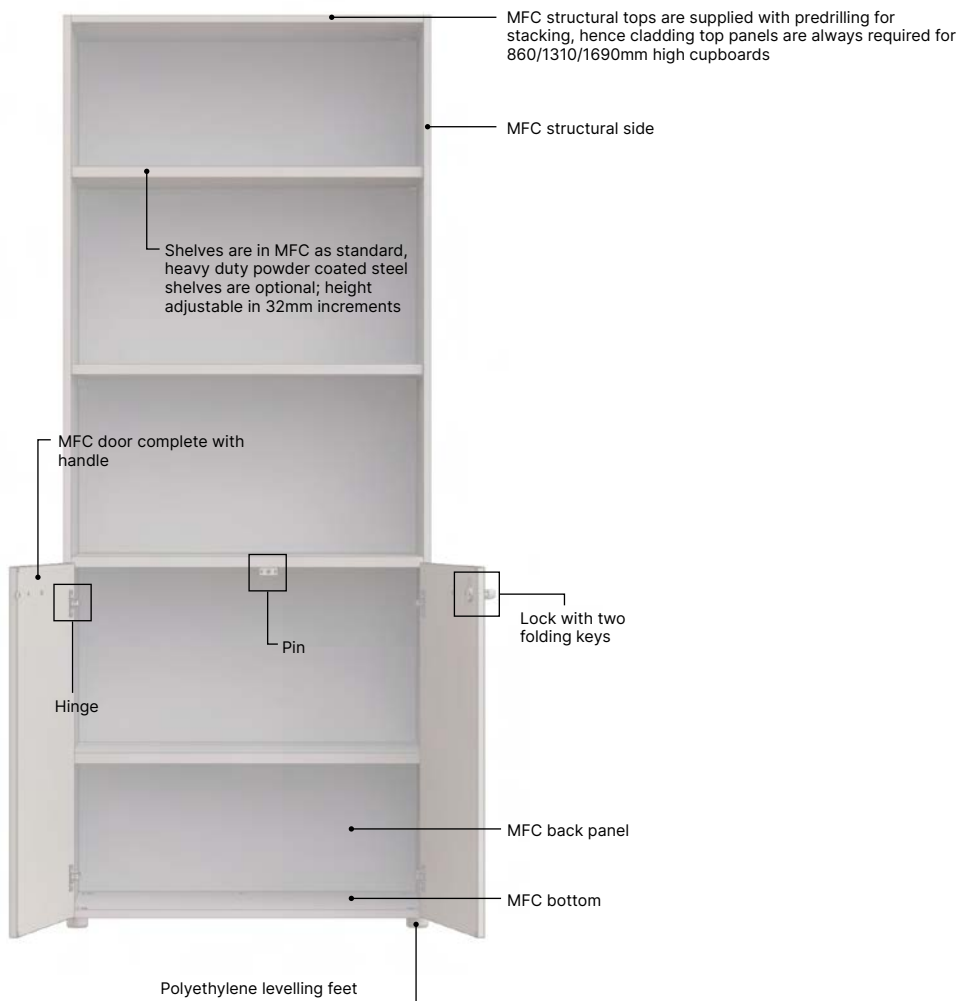 MFC structural tops are supplied with predrilling for
stacking, hence cladding top panels are always required for
860/1310/1690mm high cupboards
MFC structural side
Shelves are in MFC as standard,
heavy duty powder coated steel
shelves are optional; height
adjustable in 32mm increments
MFC door complete with
handle
Lock with two
folding keys
Pin
Hinge
MFC back panel
MFC bottom
Polyethylene levelling feet